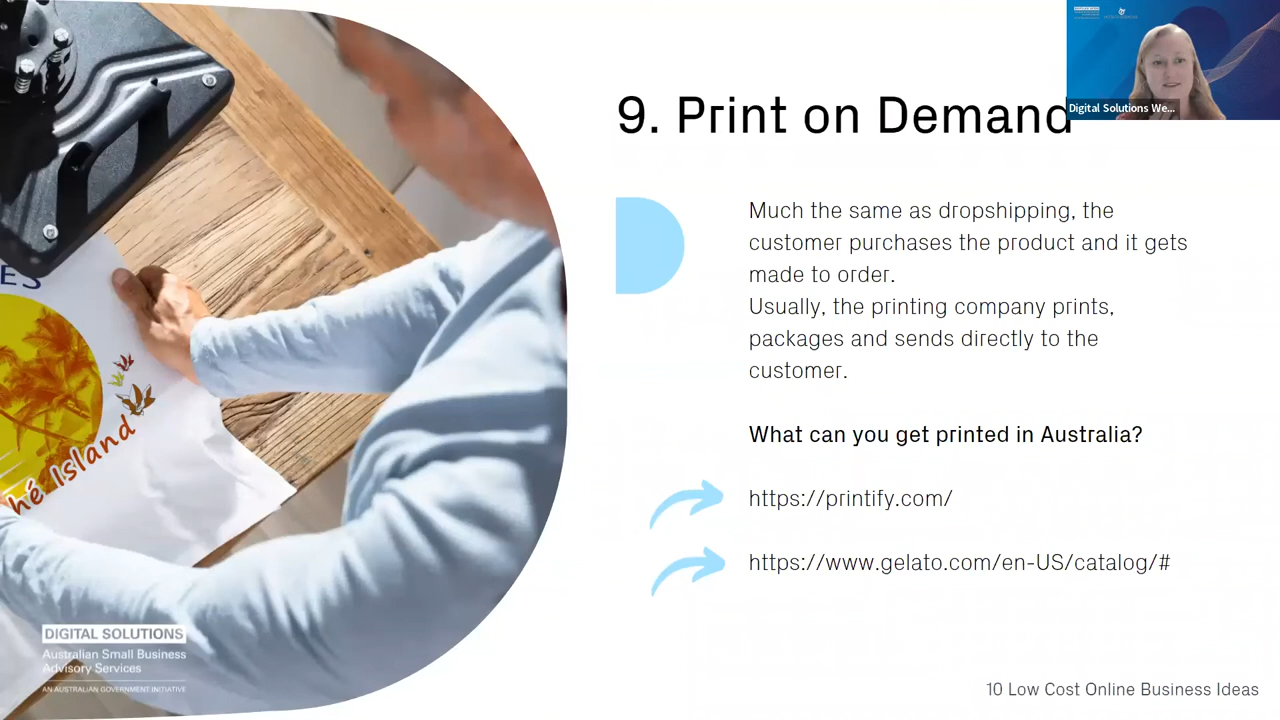 9. Print on Demand
Digital Solutions We...
Much the same as dropshipping, the
customer purchases the product and it gets
made to order.
Usually, the printing company prints,
packages and sends directly to the
customer.
What can you get printed in Australia?
https://printify.com/
https://www.gelato.com/en-US/catalog/#
ES
hé Island
DIGITAL SOLUTIONS
Australian Small Business
Advisory Services
AN AUSTRALIAN GOVERNMENT INITIATIVE
10 Low Cost Online Business Ideas